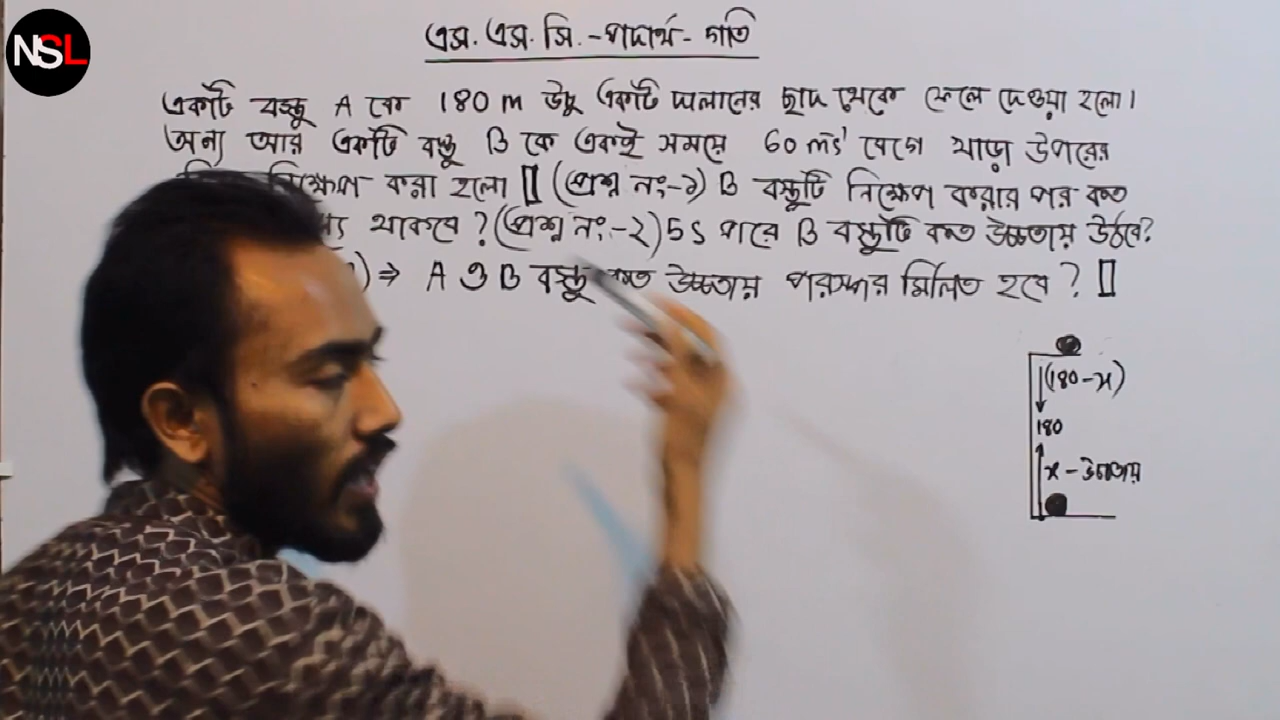 NSL
এস. এস. সি. - পদার্থ - গতি
একটি বস্তু A কে 180 m উঁচু একটি দালানের ছাদ থেকে ফেলে দেওয়া হলো।
অন্য আর একটি বস্তু B কে একই সময়ে 60 ms⁻¹ বেগে খাড়া উপরের
নিক্ষেপ করা হলো [] (প্রশ্ন নং-১) B বস্তুটি নিক্ষেপ করার পর কত
থাকবে? (প্রশ্ন নং-২) 5s পরে B বস্তুটি কত উচ্চতায় উঠবে?
) ⇒ A ও B বস্তু কত উচ্চতায় পরস্পর মিলিত হবে? []
(180-x)
180
x - উচ্চতায়